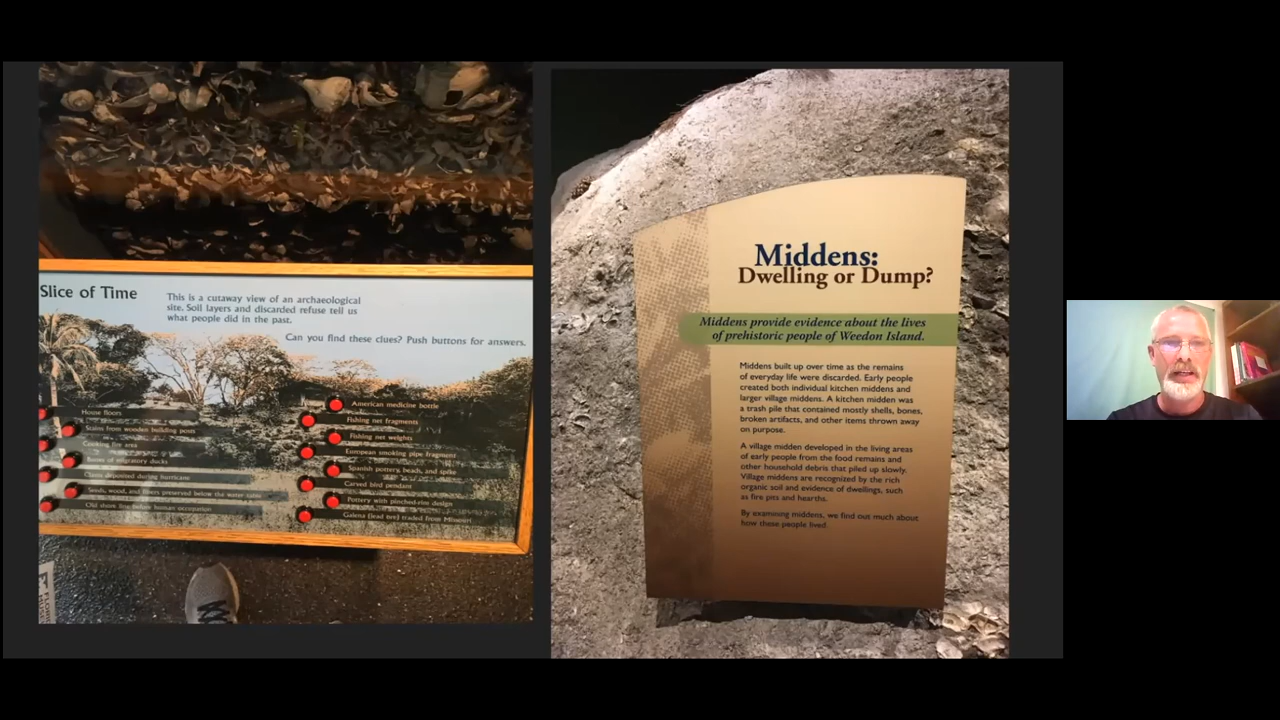 Slice of Time
This is a cutaway view of an archaeological
site. Soil layers and discarded refuse tell us
what people did in the past.
Can you find these clues? Push buttons for answers.
House floors
Stains from wooden building posts
Cooking fire area
Bones of migratory ducks
Clams deposited during hurricane
Seeds, wood, and fibers preserved below the water table
Old shore line before human occupation
American medicine bottle
Fishing net fragments
Fishing net weights
European smoking pipe fragment
Spanish pottery, beads, and spike
Carved bird pendant
Pottery with pinched-rim design
Galena (lead ore) traded from Missouri
Middens:
Dwelling or Dump?
Middens provide evidence about the lives
of prehistoric people of Weedon Island.
Middens built up over time as the remains
of everyday life were discarded. Early people
created both individual kitchen middens and
larger village middens. A kitchen midden was
a trash pile that contained mostly shells, bones,
broken artifacts, and other items thrown away
on purpose.
A village midden developed in the living areas
of early people from the food remains and
other household debris that piled up slowly.
Village middens are recognized by the rich
organic soil and evidence of dwellings, such
as fire pits and hearths.
By examining middens, we find out much about
how these people lived.